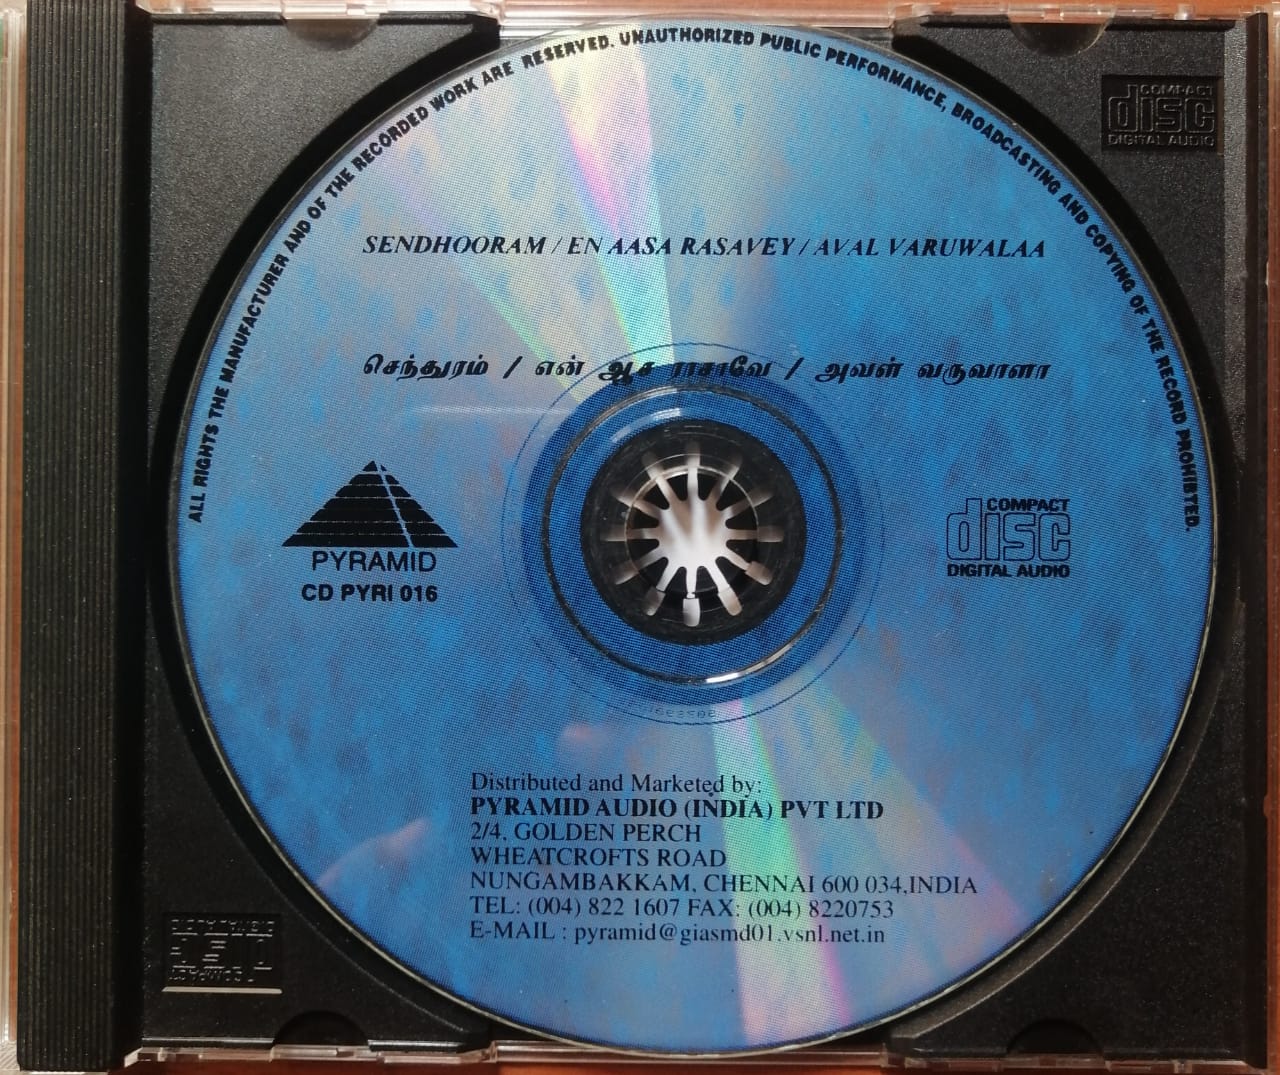 ALL RIGHTS THE MANUFACTURER AND OF THE RECORDED WORK ARE RESERVED. UNAUTHORIZED PUBLIC PERFORMANCE, BROADCASTING AND COPYING OF THE RECORD PROHIBTED.
COMPACT
disc
DIGITAL AUDIO
SENDHOORAM / EN AASA RASAVEY / AVAL VARUWALAA
செந்துரம் / என் ஆச ராசாவே / அவள் வருவாளா
PYRAMID
CD PYRI 016
COMPACT
disc
DIGITAL AUDIO
Distributed and Marketed by:
PYRAMID AUDIO (INDIA) PVT LTD
2/4, GOLDEN PERCH
WHEATCROFTS ROAD
NUNGAMBAKKAM, CHENNAI 600 034,INDIA
TEL: (004) 822 1607 FAX: (004) 8220753
E-MAIL : pyramid@giasmd01.vsnl.net.in